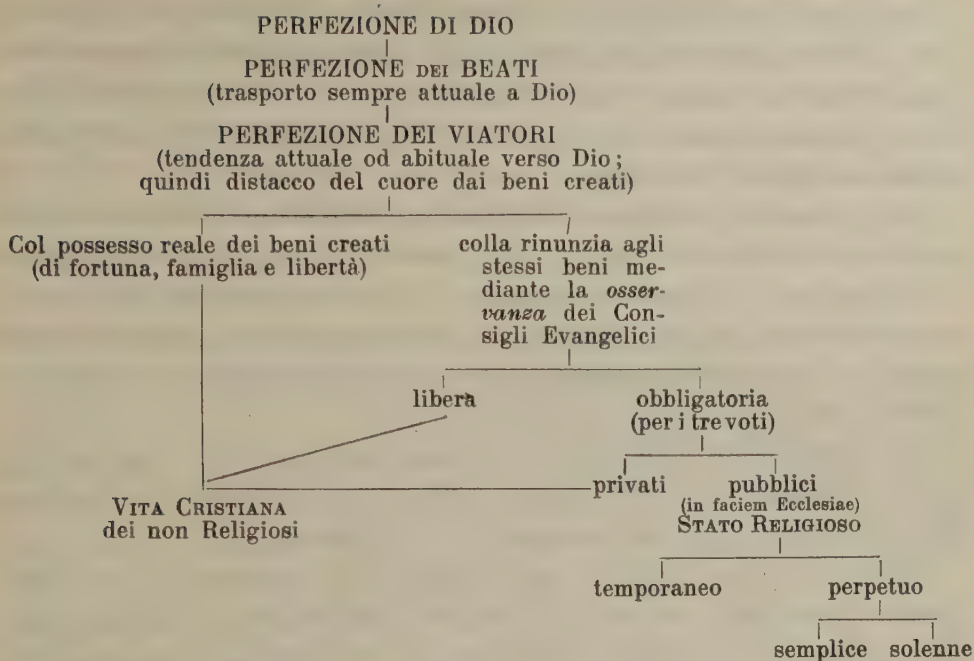 PERFEZIONE DI DIO
PERFEZIONE DEI BEATI
(trasporto sempre attuale a Dio)
PERFEZIONE DEI VIATORI
(tendenza attuale od abituale verso Dio;
quindi distacco del cuore dai beni creati)
Col possesso reale dei beni creati
(di fortuna, famiglia e libertà)
colla rinunzia agli
stessi beni me-
diante la osser-
vanza dei Con-
sigli Evangelici
libera
obbligatoria
(per i tre voti)
VITA CRISTIANA
dei non Religiosi
privati
pubblici
(in faciem Ecclesiae)
STATO RELIGIOSO
temporaneo
perpetuo
semplice
solenne